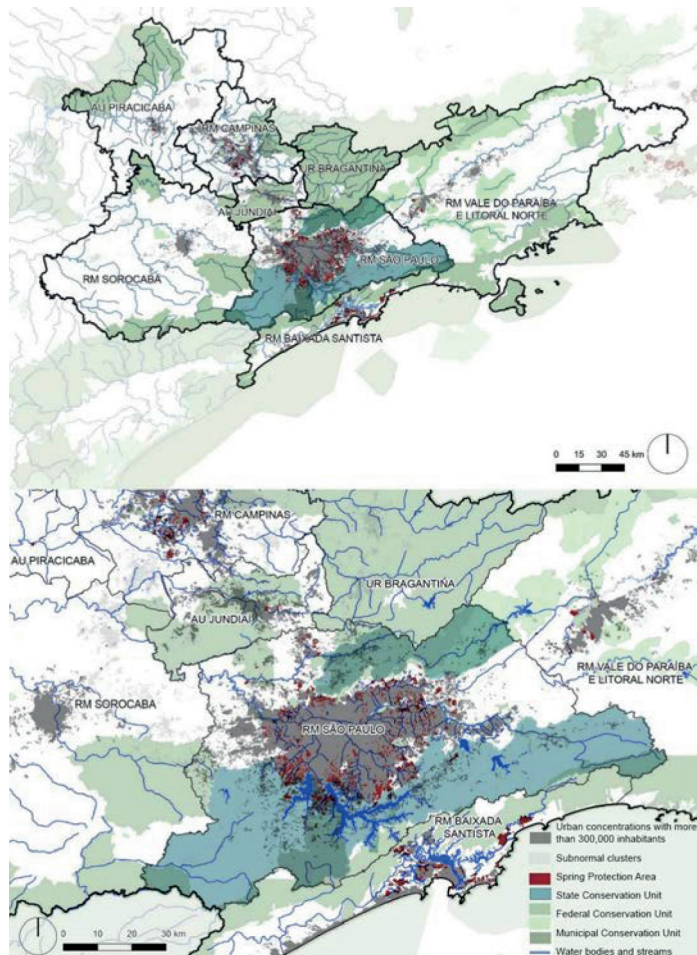 AU PIRACICABA
RM CAMPINAS
UR BRAGANTINA
RM VALE DO PARAÍBA
E LITORAL NORTE
AU JUNDIAÍ
RM SOROCABA
RM SÃO PAULO
RM BAIXADA SANTISTA
0 15 30 45 km
RM CAMPINAS
AU PIRACICABA
UR BRAGANTINA
AU JUNDIAÍ
RM VALE DO PARAÍBA
E LITORAL NORTE
RM SOROCABA
RM SÃO PAULO
RM BAIXADA
SANTISTA
Urban concentrations with more
than 300,000 inhabitants
Subnormal clusters
Spring Protection Area
State Conservation Unit
Federal Conservation Unit
Municipal Conservation Unit
Water bodies and streams
0 10 20 30 km